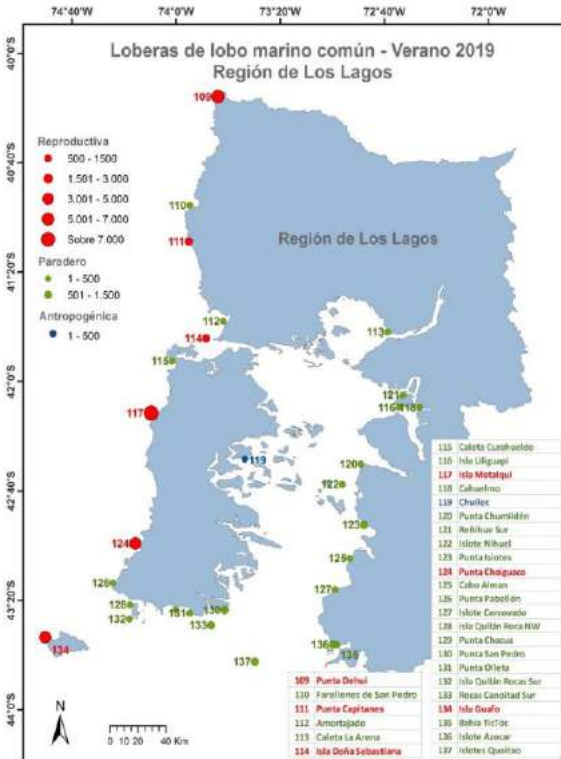 74°40'W
74°0'W
73°20'W
72°40'W
72°0'W
Loberas de lobo marino común - Verano 2019
Región de Los Lagos
40°0'S
40°40'S
41°20'S
42°0'S
42°40'S
43°20'S
44°0'S
Reproductiva
500 - 1500
1.501 - 3.000
3.001 - 5.000
5.001 - 7.000
Sobre 7.000
Paradero
1 - 500
501 - 1.500
Antropogénica
1 - 500
Región de Los Lagos
109
110
111
112
113
114
115
121
116
118
117
119
120
122
123
124
125
126
127
128
132
131
130
133
134
136
135
137
115 Caleta Curahueldo
116 Isla Liliguapi
117 Isla Metalqui
118 Cahuelmo
119 Chullec
120 Punta Chumildén
121 Reñihue Sur
122 Islote Nihuel
123 Punta Islotes
124 Punta Chaiguaco
125 Cabo Aiman
126 Punta Pabellón
127 Islote Corcovado
128 Isla Quilán Roca NW
129 Punta Chacua
130 Punta San Pedro
131 Punta Olleta
132 Isla Quilán Rocas Sur
133 Rocas Canoitad Sur
134 Isla Guafo
135 Bahía TicToc
136 Islote Azocar
137 Islotes Queitao
109 Punta Dehui
110 Farellones de San Pedro
111 Punta Capitanes
112 Amortajado
113 Caleta La Arena
114 Isla Doña Sebastiana
N
0 10 20 40 Km